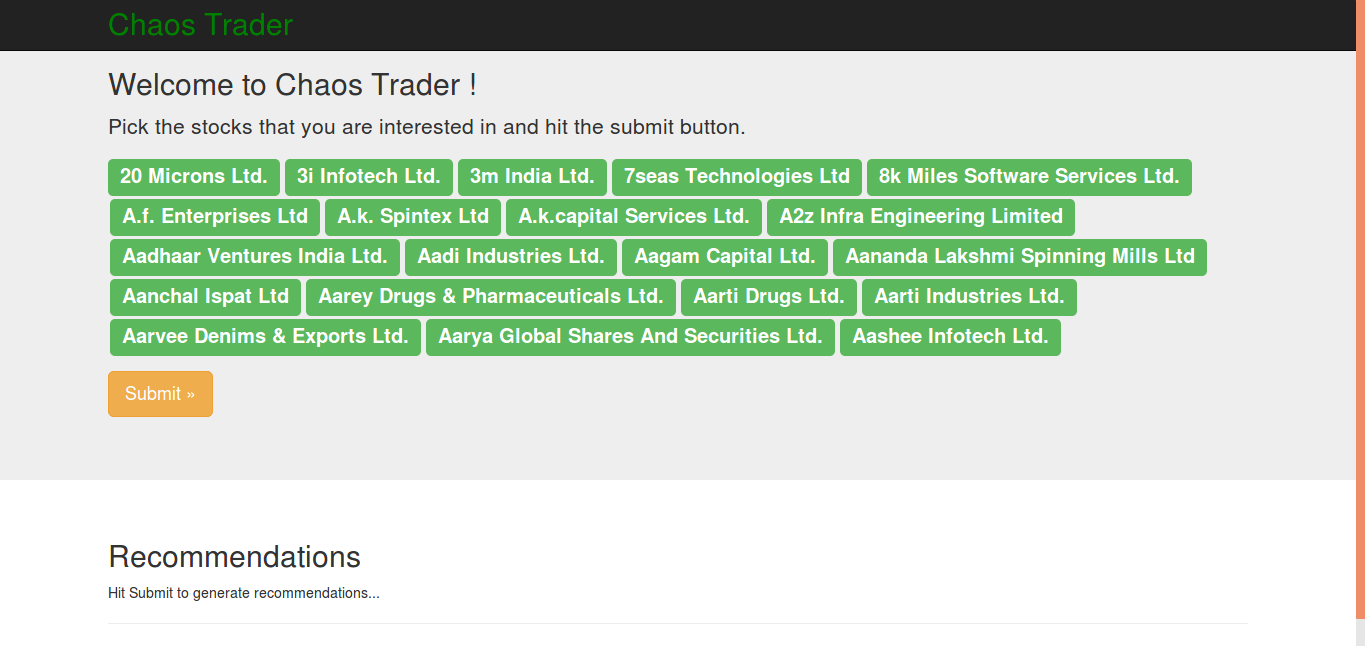 Chaos Trader
Welcome to Chaos Trader !
Pick the stocks that you are interested in and hit the submit button.
20 Microns Ltd. 3i Infotech Ltd. 3m India Ltd. 7seas Technologies Ltd 8k Miles Software Services Ltd.
A.f. Enterprises Ltd A.k. Spintex Ltd A.k.capital Services Ltd. A2z Infra Engineering Limited
Aadhaar Ventures India Ltd. Aadi Industries Ltd. Aagam Capital Ltd. Aananda Lakshmi Spinning Mills Ltd
Aanchal Ispat Ltd Aarey Drugs & Pharmaceuticals Ltd. Aarti Drugs Ltd. Aarti Industries Ltd.
Aarvee Denims & Exports Ltd. Aarya Global Shares And Securities Ltd. Aashee Infotech Ltd.
Submit »
Recommendations
Hit Submit to generate recommendations...